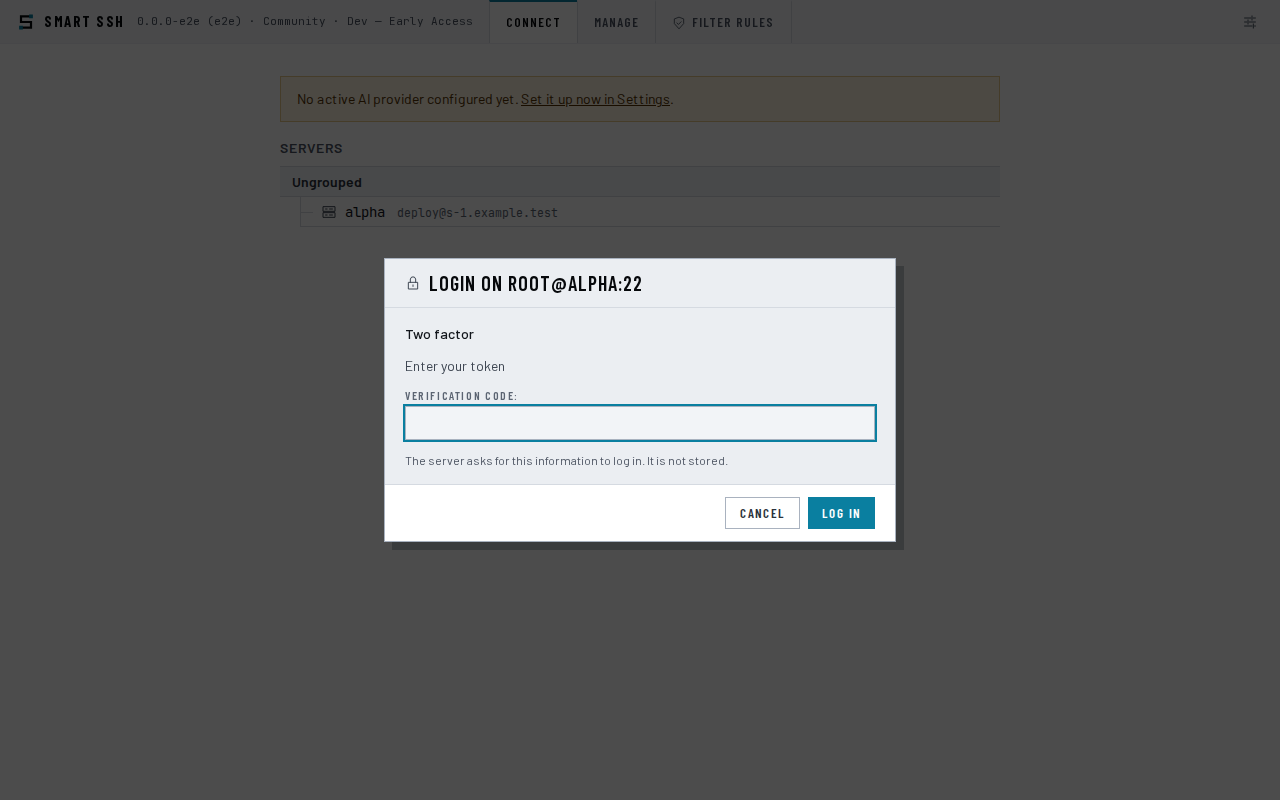 SMART SSH 0.0.0-e2e (e2e) · Community · Dev — Early Access CONNECT MANAGE FILTER RULES
No active AI provider configured yet. Set it up now in Settings.
SERVERS
Ungrouped
alpha deploy@s-1.example.test
LOGIN ON ROOT@ALPHA:22
Two factor
Enter your token
VERIFICATION CODE:
The server asks for this information to log in. It is not stored.
CANCEL LOG IN